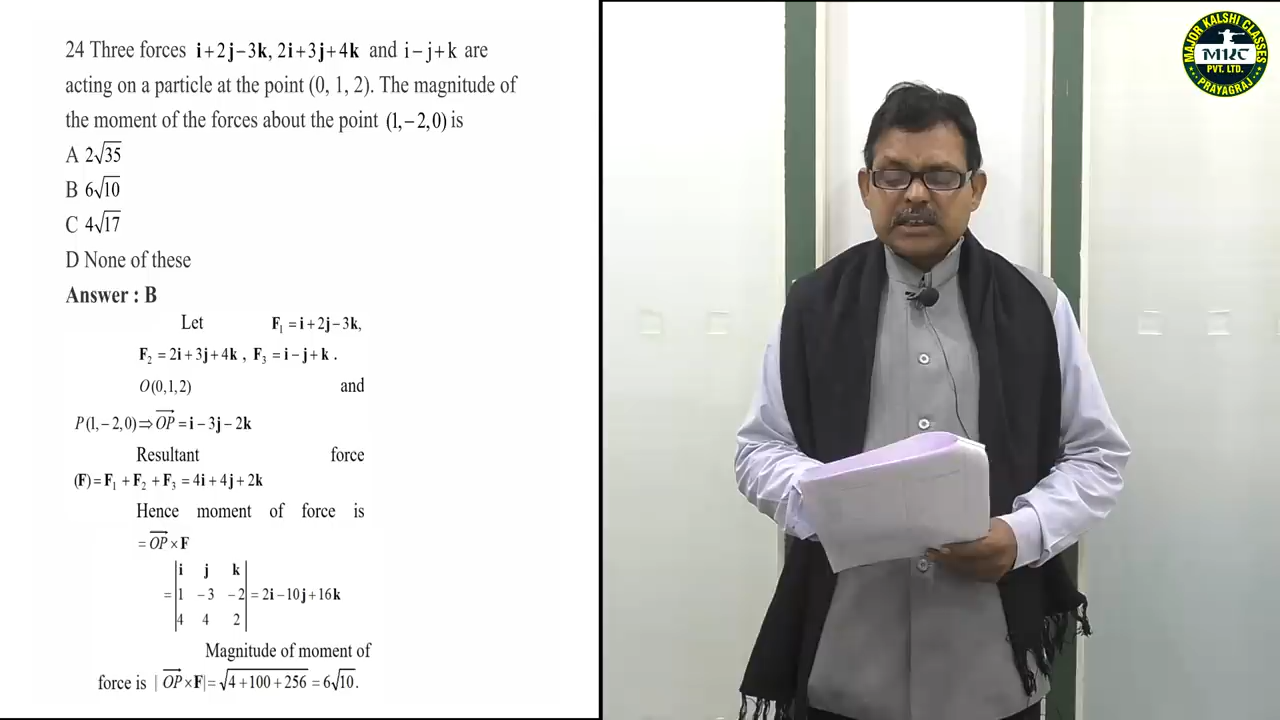 24 Three forces i+2j−3k, 2i+3j+4k and i−j+k are
acting on a particle at the point (0, 1, 2). The magnitude of
the moment of the forces about the point (1,−2,0) is
A 2√35
B 6√10
C 4√17
D None of these
Answer : B
Let F₁ = i+2j−3k,
F₂ = 2i+3j+4k , F₃ = i−j+k .
O(0,1,2) and
P(1,−2,0)⇒ \overrightarrow{OP} = i−3j−2k
Resultant force
(F)= F₁ + F₂ + F₃ = 4i+4j+2k
Hence moment of force is
= \overrightarrow{OP} × F
= |i j k; 1 −3 −2; 4 4 2| = 2i−10j+16k
Magnitude of moment of
force is | \overrightarrow{OP} × F| = √(4+100+256) = 6√10.
MAJOR KALSHI CLASSES
MKC
PVT. LTD.
PRAYAGRAJ